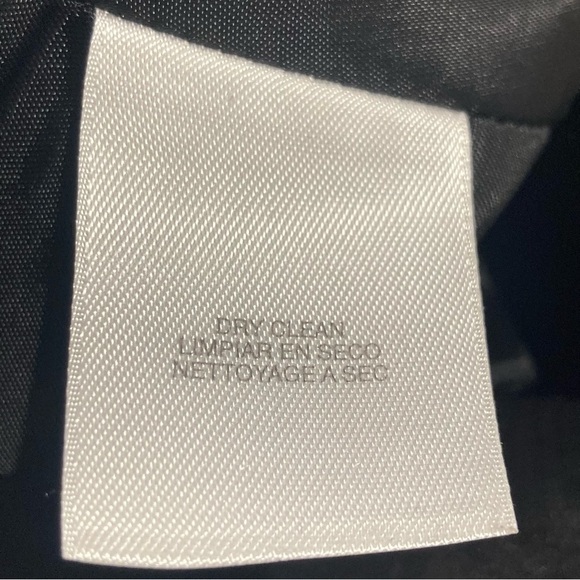 DRY CLEAN
LIMPIAR EN SECO
NETTOYAGE A SEC